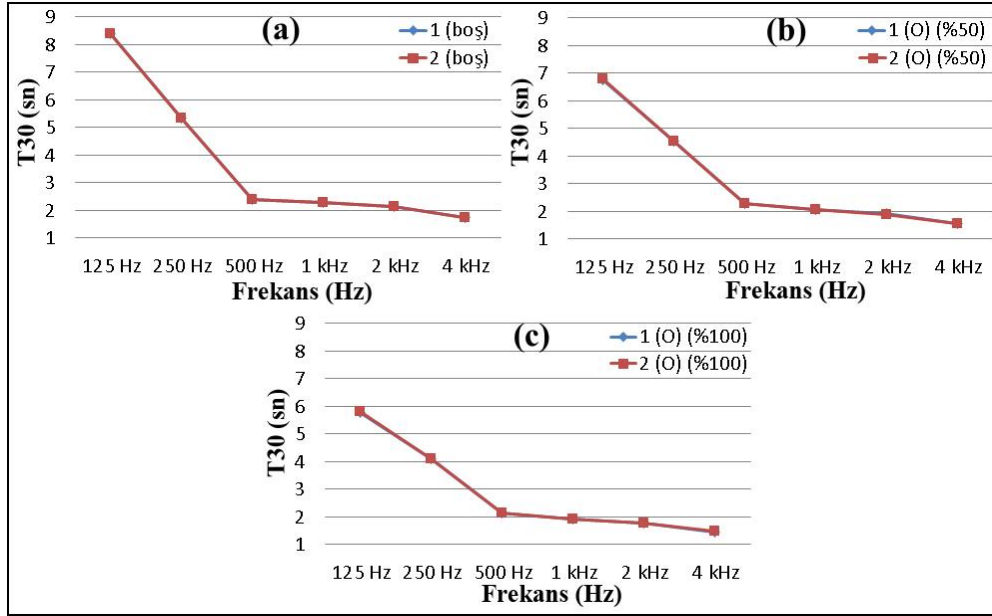 (a)
1 (boş)
2 (boş)
T30 (sn)
9
8
7
6
5
4
3
2
1
125 Hz 250 Hz 500 Hz 1 kHz 2 kHz 4 kHz
Frekans (Hz)
(b)
1 (O) (%50)
2 (O) (%50)
T30 (sn)
9
8
7
6
5
4
3
2
1
125 Hz 250 Hz 500 Hz 1 kHz 2 kHz 4 kHz
Frekans (Hz)
(c)
1 (O) (%100)
2 (O) (%100)
T30 (sn)
9
8
7
6
5
4
3
2
1
125 Hz 250 Hz 500 Hz 1 kHz 2 kHz 4 kHz
Frekans (Hz)